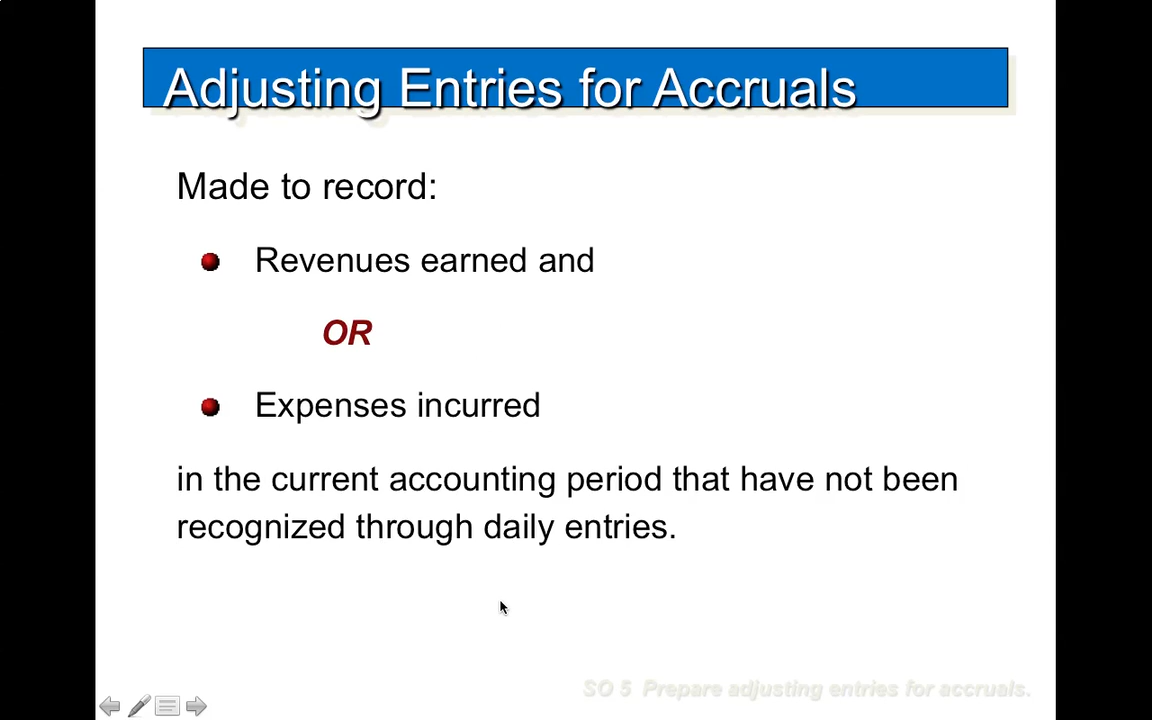 Adjusting Entries for Accruals
Made to record:
Revenues earned and
OR
Expenses incurred
in the current accounting period that have not been
recognized through daily entries.
SO 5 Prepare adjusting entries for accruals.